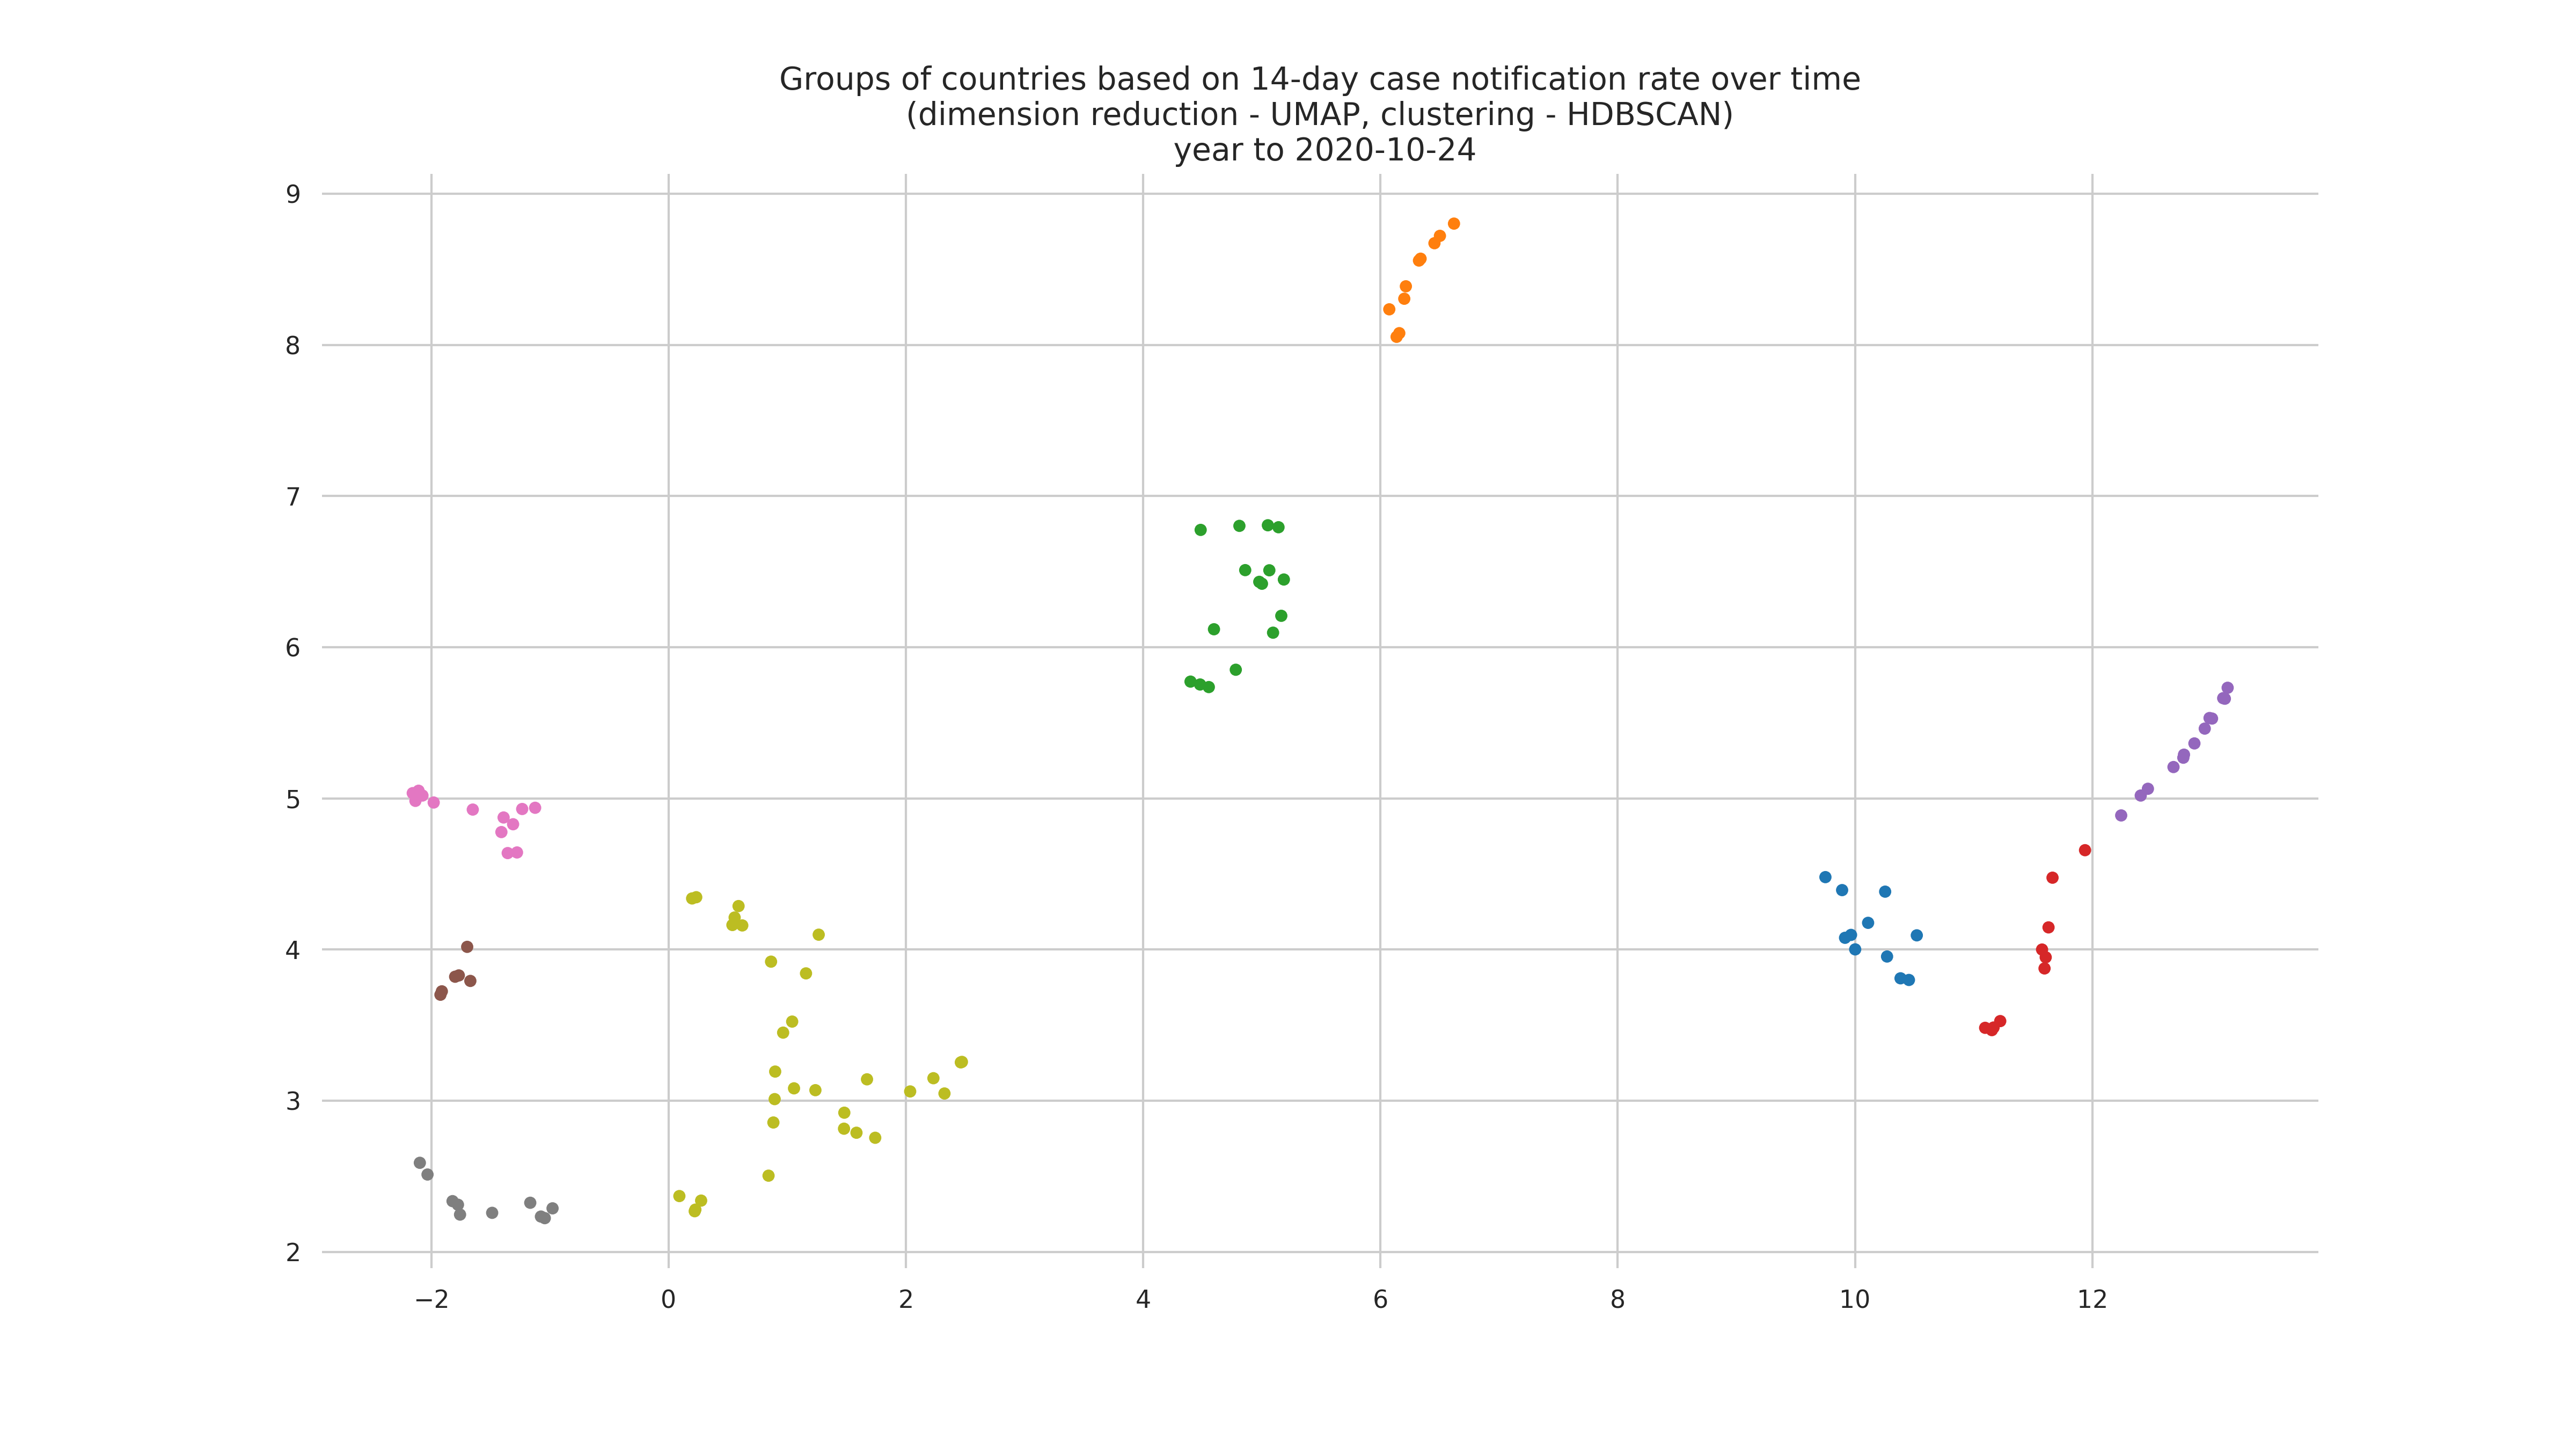 Groups of countries based on 14-day case notification rate over time
(dimension reduction - UMAP, clustering - HDBSCAN)
year to 2020-10-24
9
8
7
6
5
4
3
2
−2 0 2 4 6 8 10 12